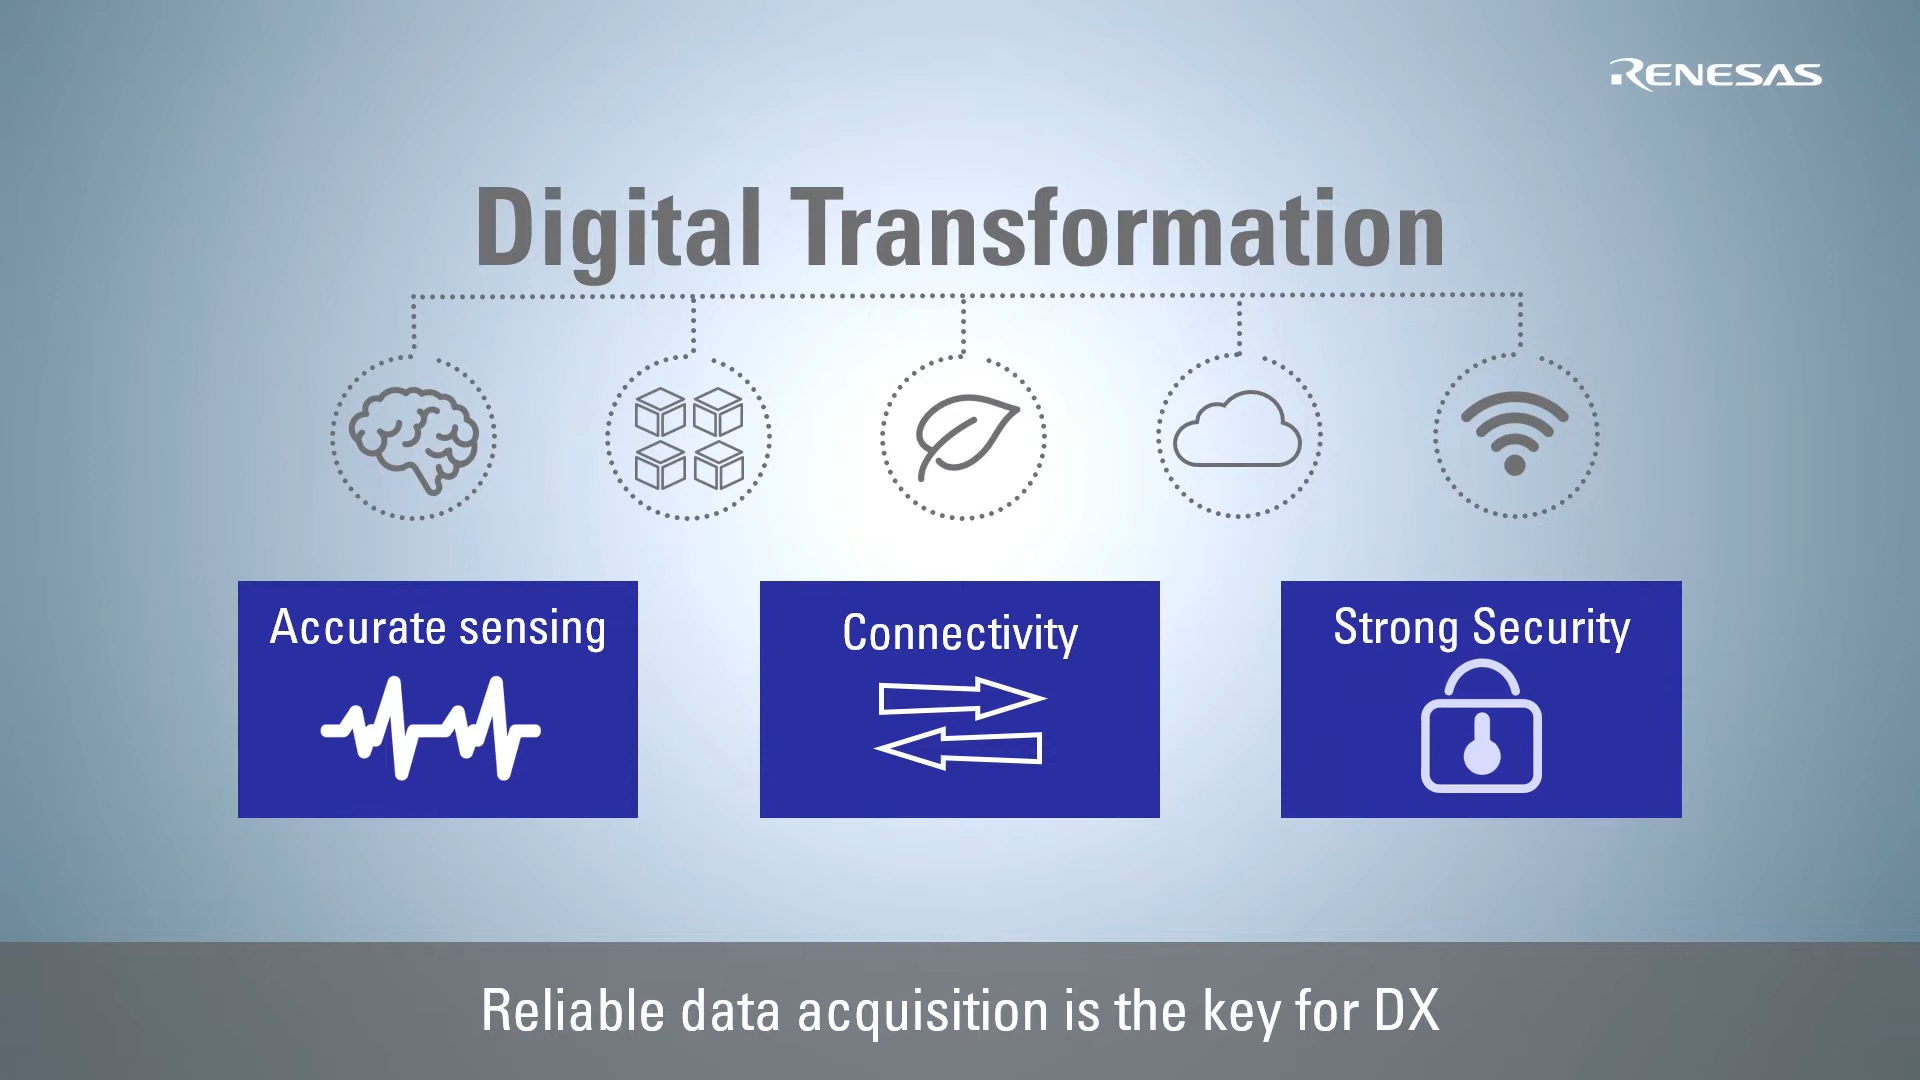 RENESAS
Digital Transformation
Accurate sensing
Connectivity
Strong Security
Reliable data acquisition is the key for DX